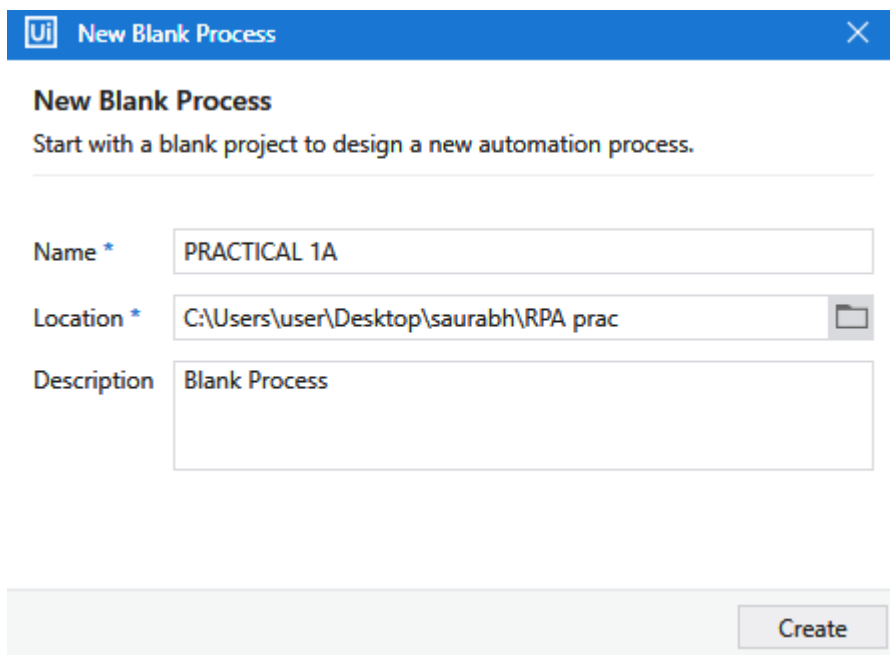 Ui New Blank Process
New Blank Process
Start with a blank project to design a new automation process.
Name * PRACTICAL 1A
Location * C:\Users\user\Desktop\saurabh\RPA prac
Description Blank Process
Create